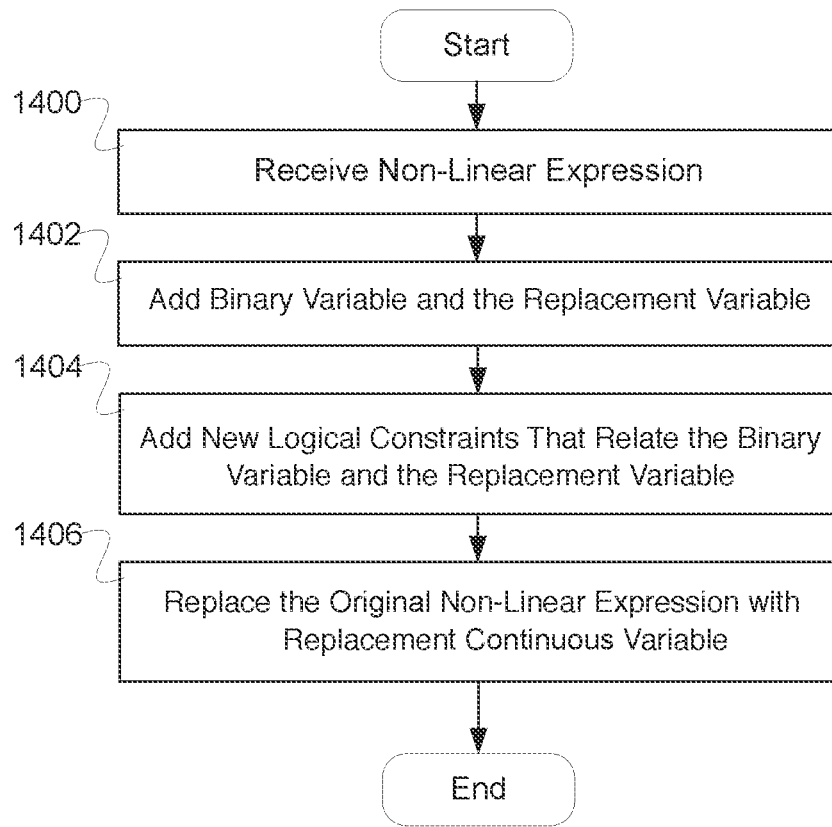 Start
1400
Receive Non-Linear Expression
1402
Add Binary Variable and the Replacement Variable
1404
Add New Logical Constraints That Relate the Binary
Variable and the Replacement Variable
1406
Replace the Original Non-Linear Expression with
Replacement Continuous Variable
End